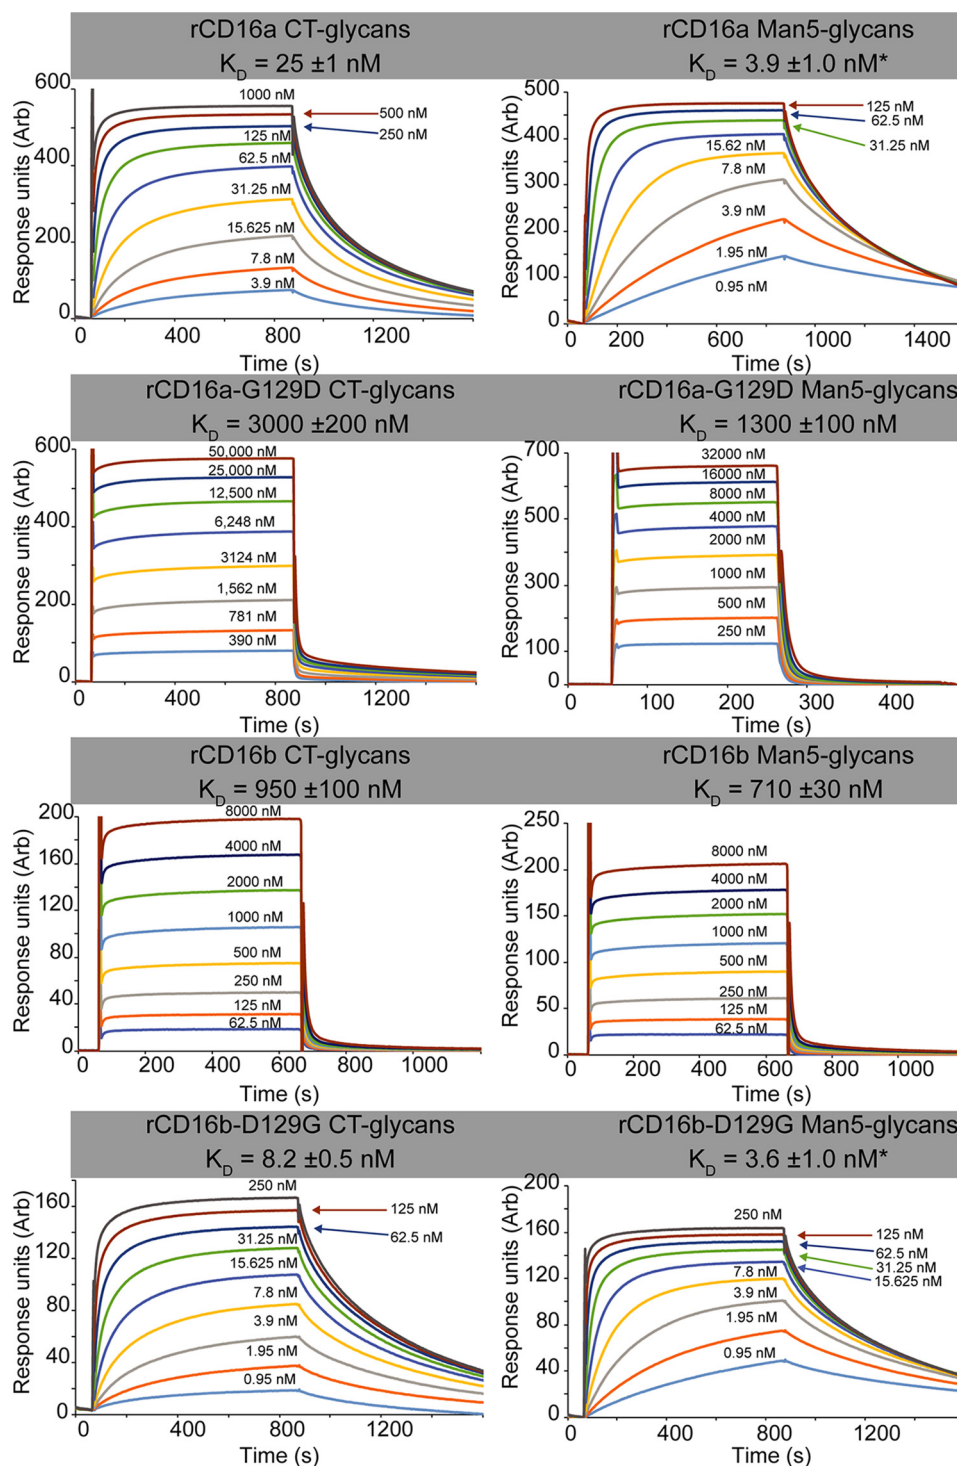 rCD16a CT-glycans
K_D = 25 ±1 nM
600
400
200
0
Response units (Arb)
1000 nM
500 nM
250 nM
125 nM
62.5 nM
31.25 nM
15.625 nM
7.8 nM
3.9 nM
0
400
800
1200
Time (s)
rCD16a Man5-glycans
K_D = 3.9 ±1.0 nM*
500
400
300
200
100
0
Response units (Arb)
125 nM
62.5 nM
31.25 nM
15.62 nM
7.8 nM
3.9 nM
1.95 nM
0.95 nM
0
200
600
1000
1400
Time (s)
rCD16a-G129D CT-glycans
K_D = 3000 ±200 nM
600
400
200
0
Response units (Arb)
50,000 nM
25,000 nM
12,500 nM
6,248 nM
3124 nM
1,562 nM
781 nM
390 nM
0
400
800
1200
Time (s)
rCD16a-G129D Man5-glycans
K_D = 1300 ±100 nM
700
500
300
100
0
Response units (Arb)
32000 nM
16000 nM
8000 nM
4000 nM
2000 nM
1000 nM
500 nM
250 nM
0
100
200
300
400
Time (s)
rCD16b CT-glycans
K_D = 950 ±100 nM
200
160
120
80
40
0
Response units (Arb)
8000 nM
4000 nM
2000 nM
1000 nM
500 nM
250 nM
125 nM
62.5 nM
0
200
400
600
800
1000
Time (s)
rCD16b Man5-glycans
K_D = 710 ±30 nM
250
200
150
100
50
0
Response units (Arb)
8000 nM
4000 nM
2000 nM
1000 nM
500 nM
250 nM
125 nM
62.5 nM
0
200
400
600
800
1000
Time (s)
rCD16b-D129G CT-glycans
K_D = 8.2 ±0.5 nM
160
120
80
40
0
Response units (Arb)
250 nM
125 nM
62.5 nM
31.25 nM
15.625 nM
7.8 nM
3.9 nM
1.95 nM
0.95 nM
0
400
800
1200
Time (s)
rCD16b-D129G Man5-glycans
K_D = 3.6 ±1.0 nM*
200
160
120
80
40
0
Response units (Arb)
250 nM
125 nM
62.5 nM
31.25 nM
15.625 nM
7.8 nM
3.9 nM
1.95 nM
0.95 nM
0
400
800
1200
Time (s)